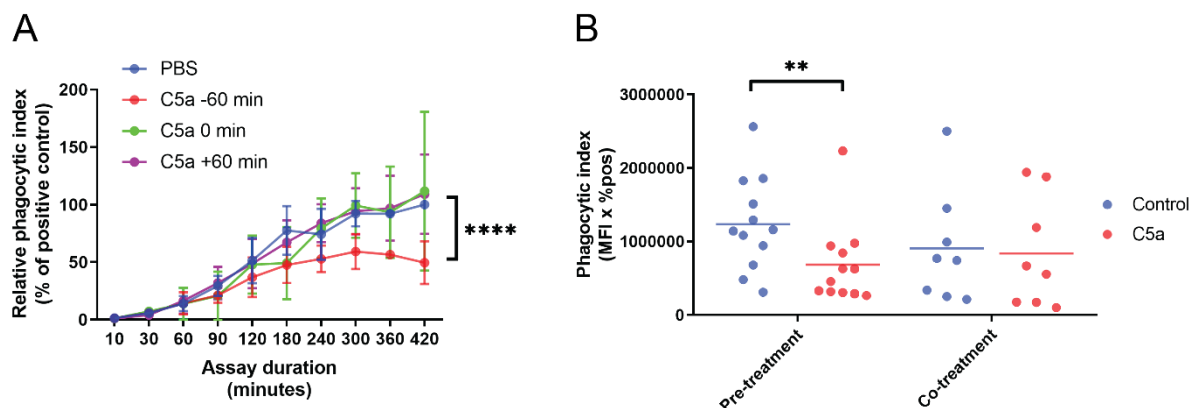 A
PBS
C5a -60 min
C5a 0 min
C5a +60 min
Relative phagocytic index
(% of positive control)
200
150
100
50
0
10 30 60 90 120 180 240 300 360 420
Assay duration
(minutes)
****
B
**
Phagocytic index
(MFI x %pos)
3000000
2000000
1000000
0
Pre-treatment
Co-treatment
Control
C5a